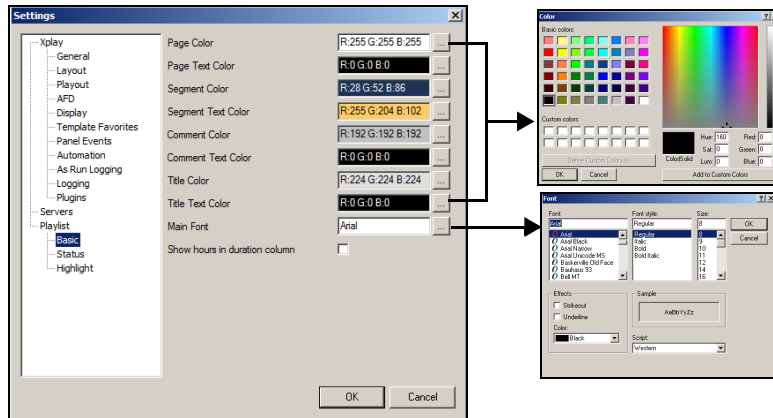 Settings
Xplay
General
Layout
Playout
AFD
Display
Template Favorites
Panel Events
Automation
As Run Logging
Logging
Plugins
Servers
Playlist
Basic
Status
Highlight
Page Color R:255 G:255 B:255 ...
Page Text Color R:0 G:0 B:0 ...
Segment Color R:28 G:52 B:86 ...
Segment Text Color R:255 G:204 B:102 ...
Comment Color R:192 G:192 B:192 ...
Comment Text Color R:0 G:0 B:0 ...
Title Color R:224 G:224 B:224 ...
Title Text Color R:0 G:0 B:0 ...
Main Font Arial ...
Show hours in duration column
OK Cancel
Color
Basic colors:
Custom colors:
Define Custom Colors >>
OK Cancel
Color|Solid
Hue: 160 Red: 0
Sat: 0 Green: 0
Lum: 0 Blue: 0
Add to Custom Colors
Font
Font: Font style: Size:
Arial Regular 8
Arial Regular 8
Arial Black Italic 9
Arial Narrow Bold 10
Arial Unicode MS Bold Italic 11
Baskerville Old Face 12
Bauhaus 93 14
Bell MT 16
OK
Cancel
Effects
Strikeout
Underline
Color:
Black
Sample
AaBbYyZz
Script:
Western